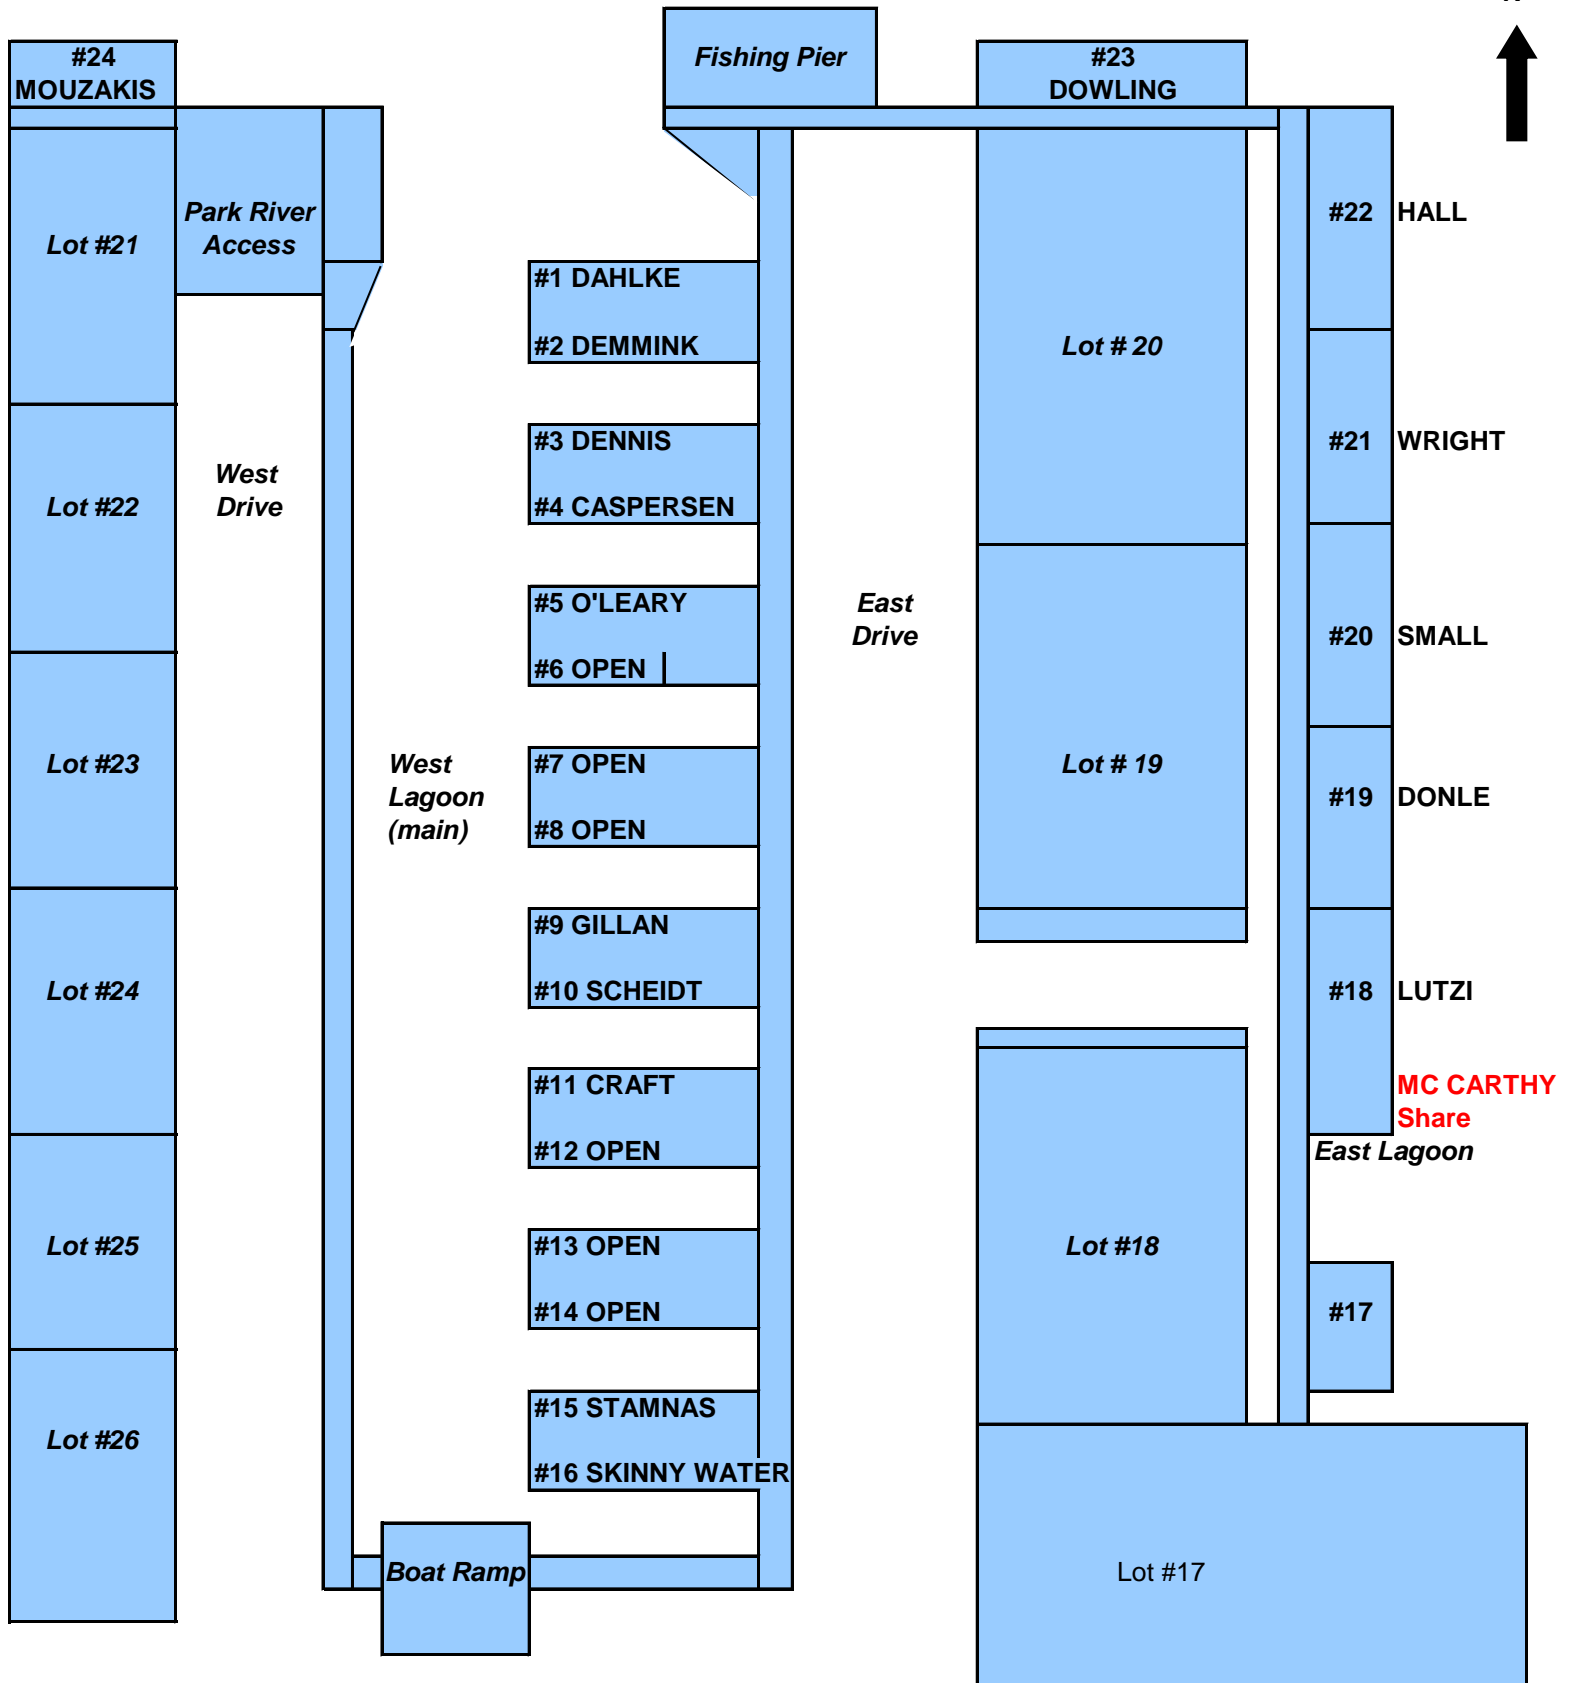 #24
MOUZAKIS
Fishing Pier
#23
DOWLING
Lot #21
Park River
Access
#22 HALL
#1 DAHLKE
#2 DEMMINK
Lot # 20
#3 DENNIS
#4 CASPERSEN
#21 WRIGHT
Lot #22
West
Drive
#5 O'LEARY
#6 OPEN
East
Drive
#20 SMALL
Lot #23
West
Lagoon
(main)
#7 OPEN
#8 OPEN
Lot # 19
#19 DONLE
Lot #24
#9 GILLAN
#10 SCHEIDT
#18 LUTZI
#11 CRAFT
#12 OPEN
MC CARTHY
Share
East Lagoon
Lot #25
#13 OPEN
#14 OPEN
Lot #18
#17
Lot #26
#15 STAMNAS
#16 SKINNY WATER
Boat Ramp
Lot #17